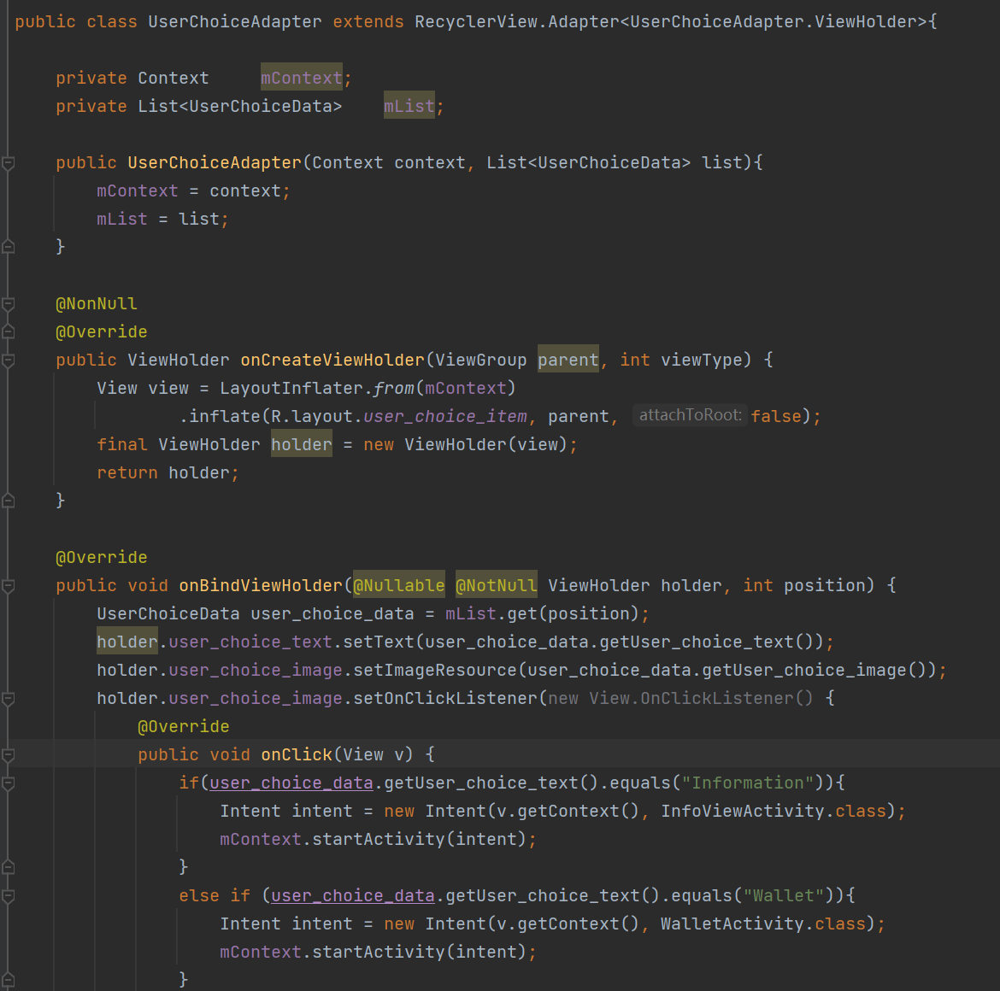 public class UserChoiceAdapter extends RecyclerView.Adapter<UserChoiceAdapter.ViewHolder>{
private Context mContext;
private List<UserChoiceData> mList;
public UserChoiceAdapter(Context context, List<UserChoiceData> list){
mContext = context;
mList = list;
}
@NonNull
@Override
public ViewHolder onCreateViewHolder(ViewGroup parent, int viewType) {
View view = LayoutInflater.from(mContext)
.inflate(R.layout.user_choice_item, parent, attachToRoot: false);
final ViewHolder holder = new ViewHolder(view);
return holder;
}
@Override
public void onBindViewHolder(@Nullable @NotNull ViewHolder holder, int position) {
UserChoiceData user_choice_data = mList.get(position);
holder.user_choice_text.setText(user_choice_data.getUser_choice_text());
holder.user_choice_image.setImageResource(user_choice_data.getUser_choice_image());
holder.user_choice_image.setOnClickListener(new View.OnClickListener() {
@Override
public void onClick(View v) {
if(user_choice_data.getUser_choice_text().equals("Information")){
Intent intent = new Intent(v.getContext(), InfoViewActivity.class);
mContext.startActivity(intent);
}
else if (user_choice_data.getUser_choice_text().equals("Wallet")){
Intent intent = new Intent(v.getContext(), WalletActivity.class);
mContext.startActivity(intent);
}